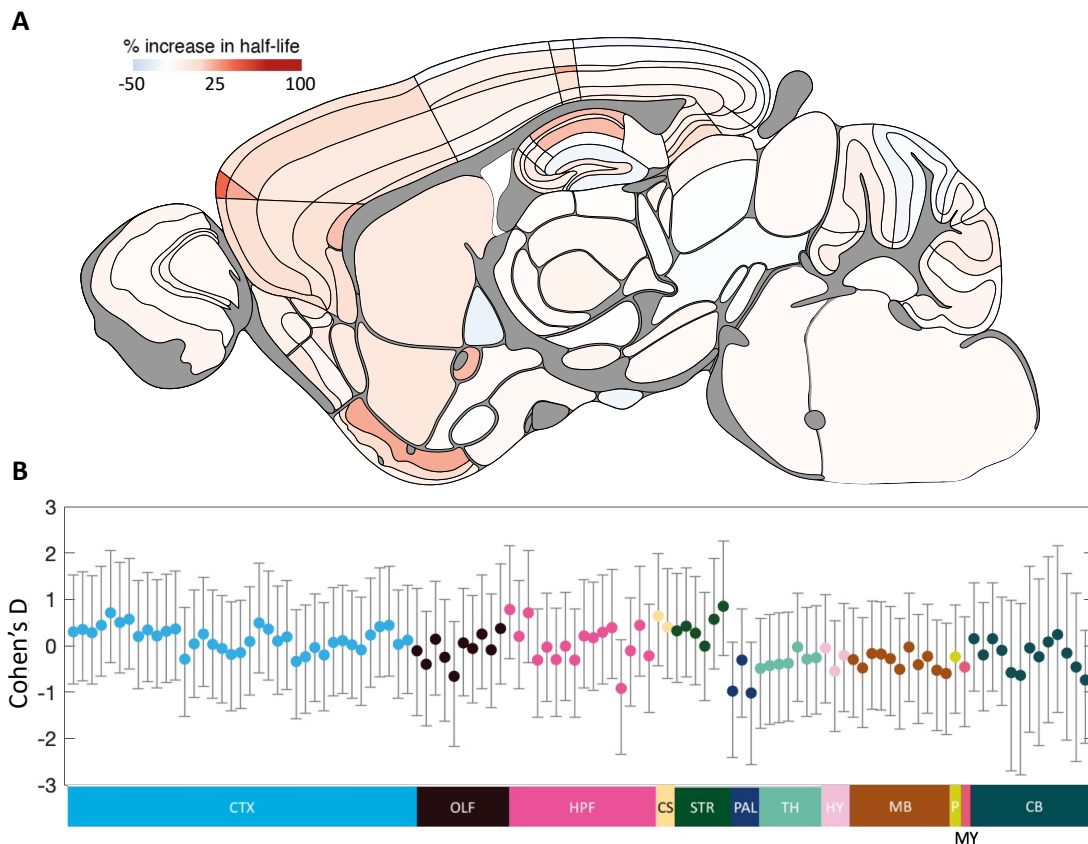 A
% increase in half-life
-50 25 100
B
3
2
1
0
-1
-2
-3
Cohen's D
CTX OLF HPF CS STR PAL TH HY MB P CB
MY